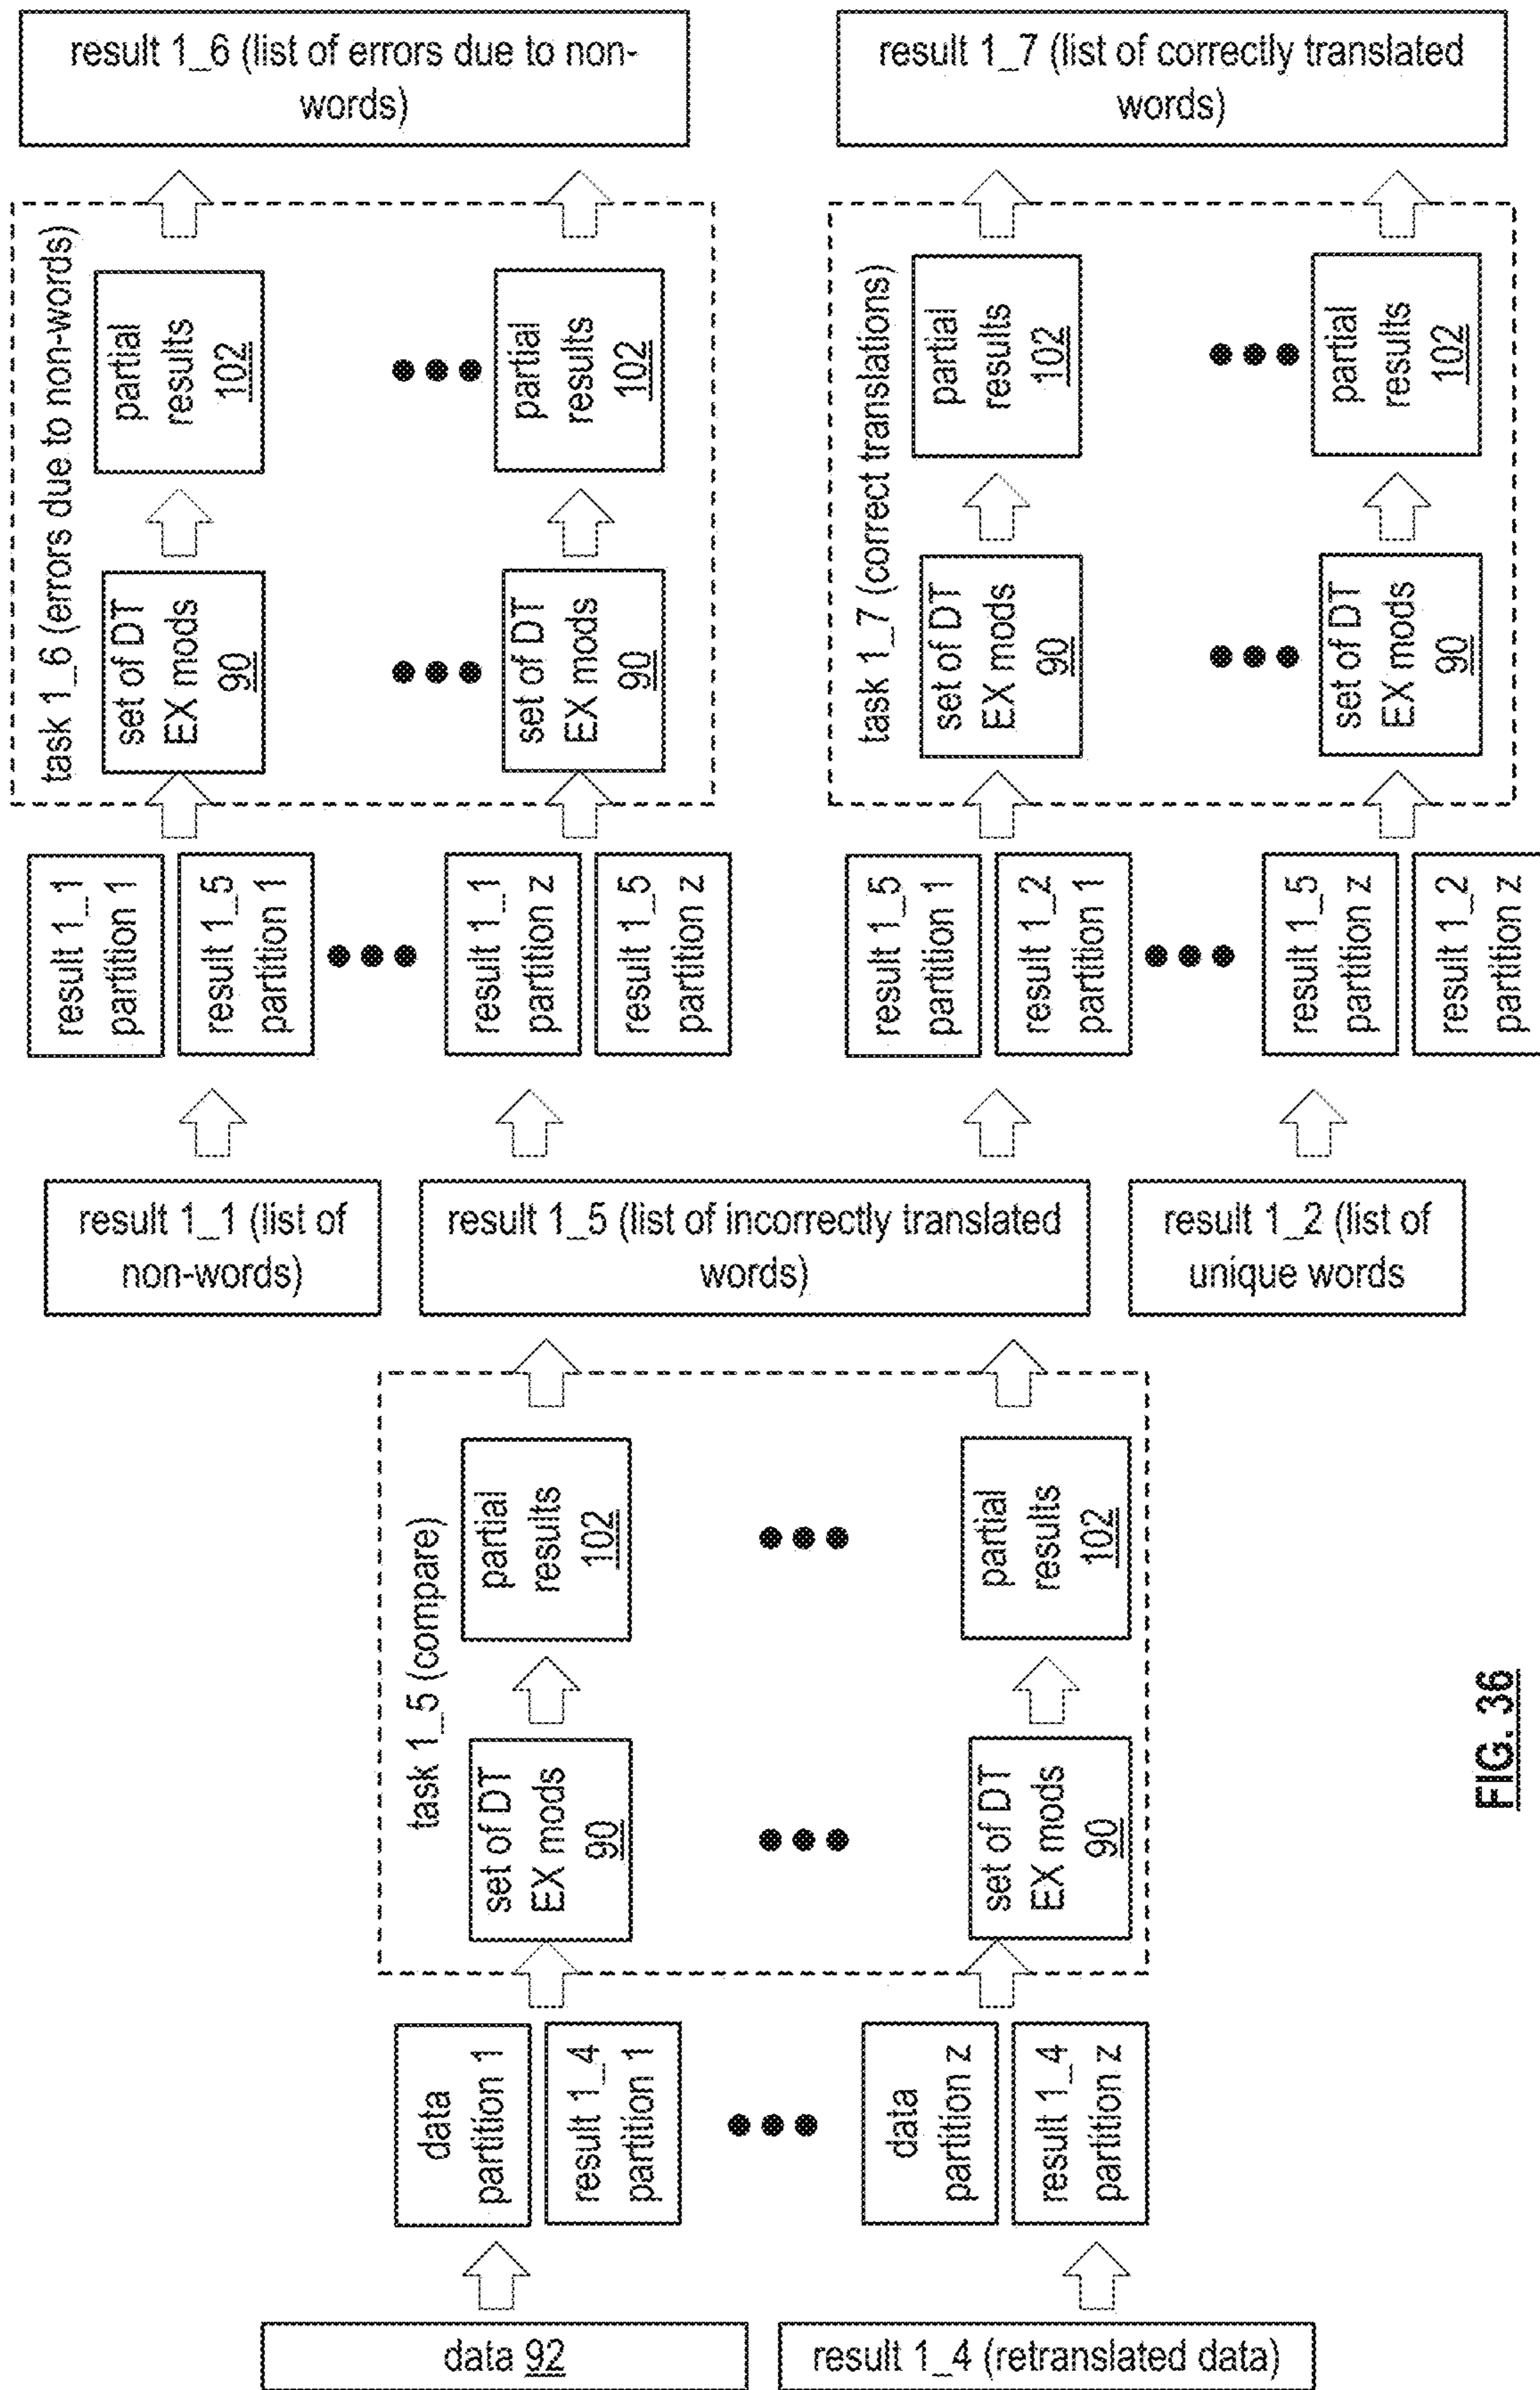 data 92
result 1_4 (retranslated data)
data
partition 1
result 1_4
partition 1
data
partition z
result 1_4
partition z
task 1_5 (compare)
set of DT
EX mods
90
partial
results
102
set of DT
EX mods
90
partial
results
102
result 1_1 (list of
non-words)
result 1_5 (list of incorrectly translated
words)
result 1_2 (list of
unique words
result 1_1
partition 1
result 1_5
partition 1
result 1_1
partition z
result 1_5
partition z
result 1_5
partition 1
result 1_2
partition 1
result 1_5
partition z
result 1_2
partition z
task 1_6 (errors due to non-words)
set of DT
EX mods
90
partial
results
102
set of DT
EX mods
90
partial
results
102
task 1_7 (correct translations)
set of DT
EX mods
90
partial
results
102
set of DT
EX mods
90
partial
results
102
result 1_6 (list of errors due to non-
words)
result 1_7 (list of correctily translated
words)
FIG. 36